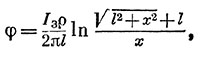 φ = I₃ρ / 2πl ln √l² + x² + l / x,